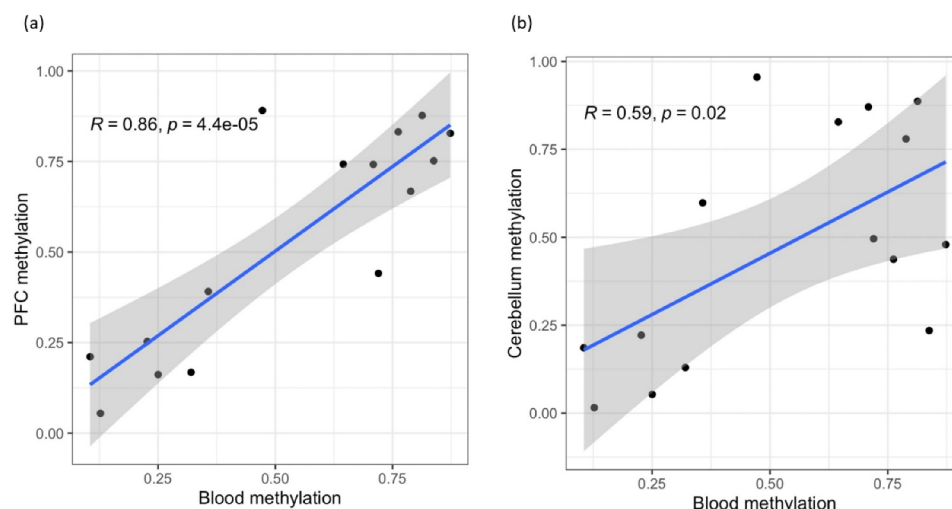 (a)
R = 0.86, p = 4.4e-05
PFC methylation
1.00
0.75
0.50
0.25
0.00
0.25
0.50
0.75
Blood methylation
(b)
R = 0.59, p = 0.02
Cerebellum methylation
1.00
0.75
0.50
0.25
0.00
0.25
0.50
0.75
Blood methylation